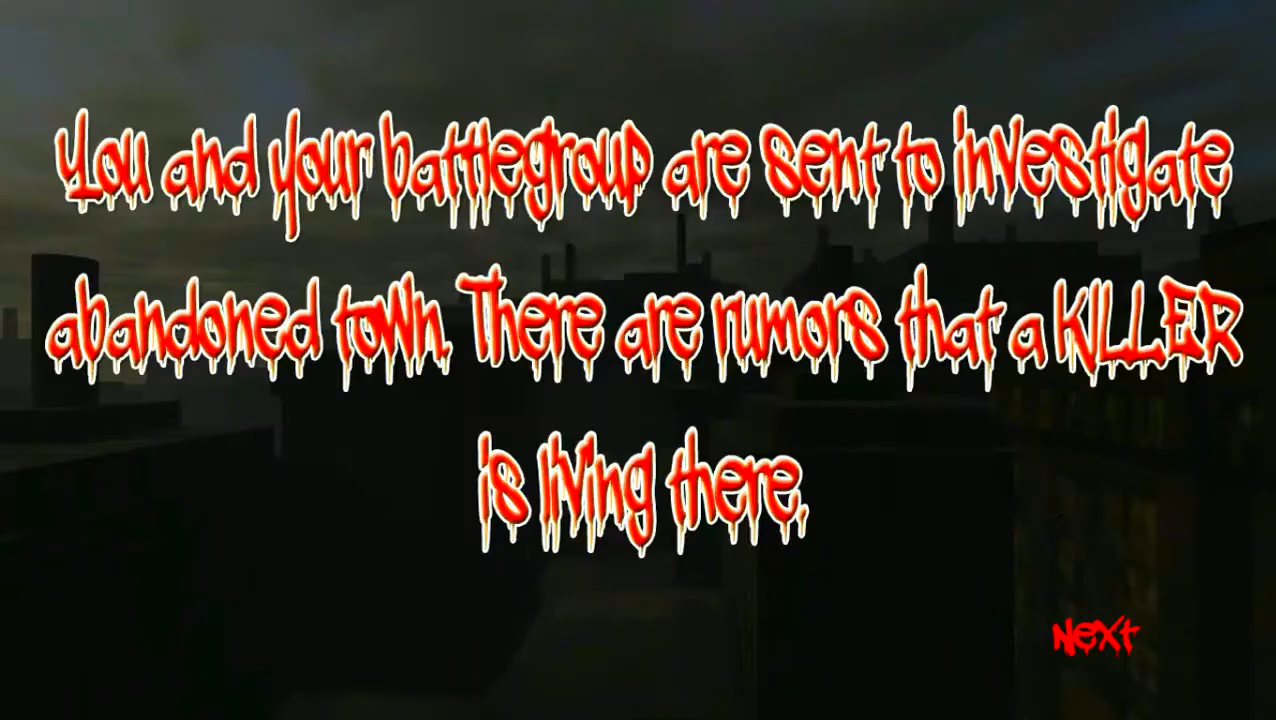 You and your battlegroup are sent to investigate
abandoned town. There are rumors that a KILLER
is living there.
Next